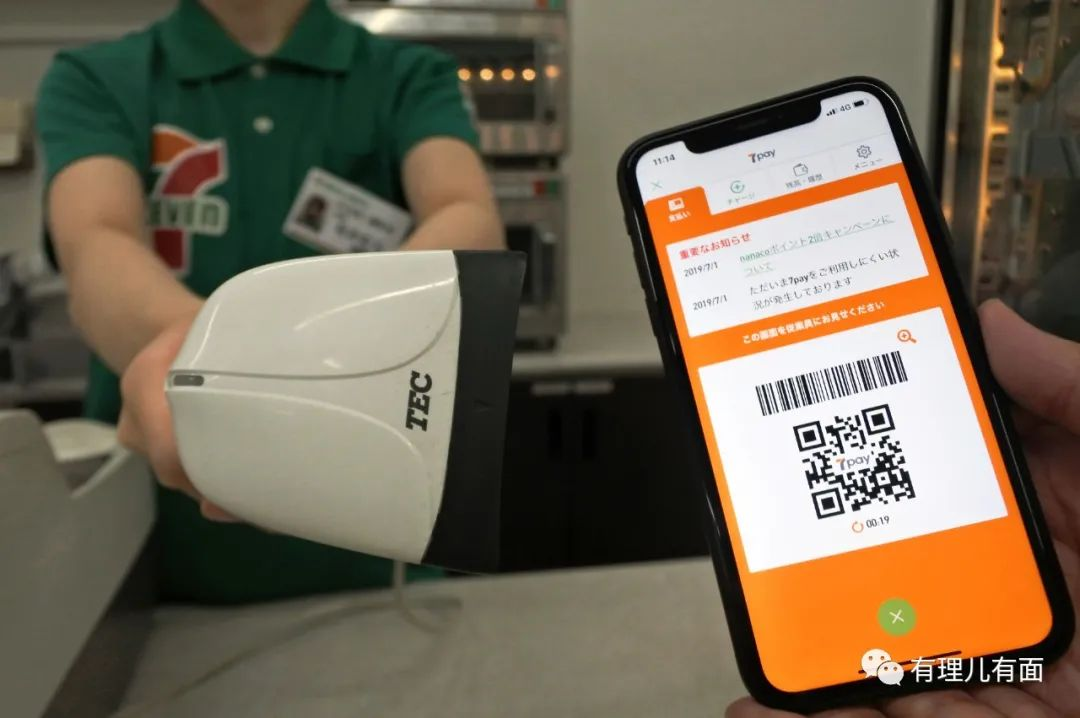 11:14
4G
7pay
支払い
チャージ
残高・履歴
メニュー
重要なお知らせ
2019/7/1
nanacoポイント2倍キャンペーンに
ついて
2019/7/1
ただいま7payをご利用しにくい状
況が発生しております
この画面を従業員にお見せください
7pay
00:19
TEC
有理儿有面